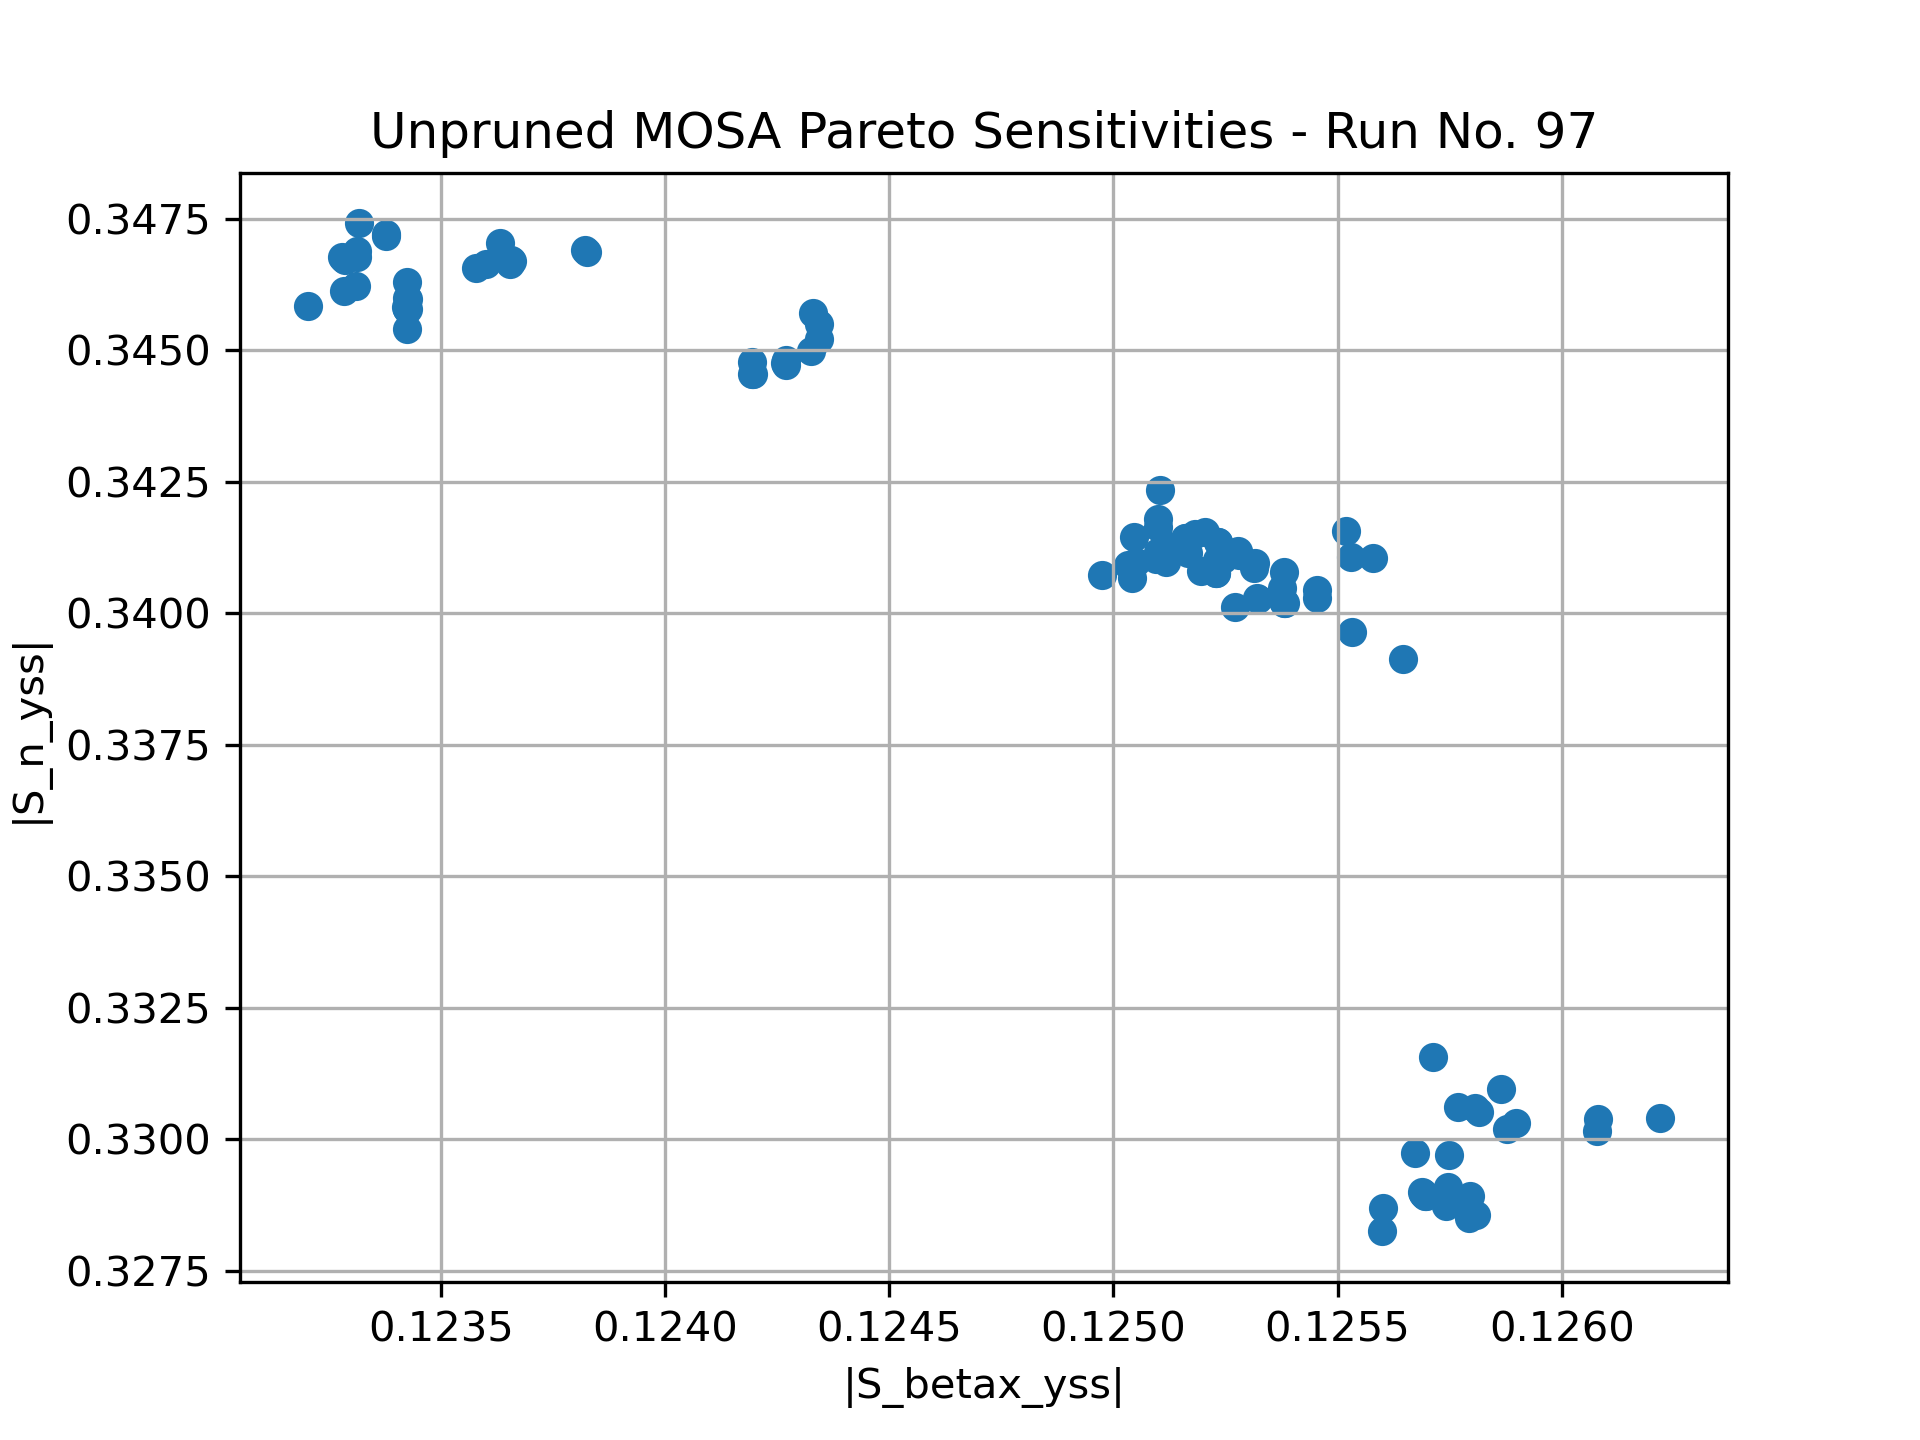 Unpruned MOSA Pareto Sensitivities - Run No. 97
|S_n_yss|
0.3475
0.3450
0.3425
0.3400
0.3375
0.3350
0.3325
0.3300
0.3275
0.1235 0.1240 0.1245 0.1250 0.1255 0.1260
|S_betax_yss|